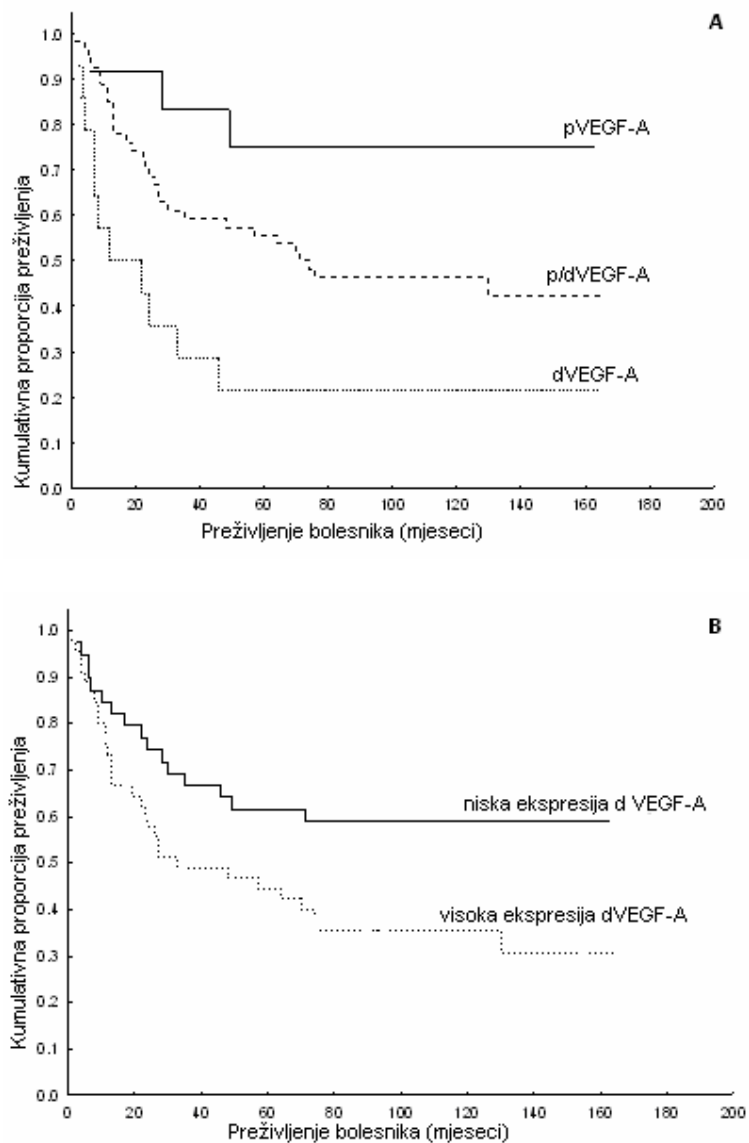 A
1.0
0.9
0.8
0.7
0.6
0.5
0.4
0.3
0.2
0.1
0.0
Kumulativna proporcija preživljenja
pVEGF-A
p/dVEGF-A
dVEGF-A
0 20 40 60 80 100 120 140 160 180 200
Preživljenje bolesnika (mjeseci)
B
1.0
0.9
0.8
0.7
0.6
0.5
0.4
0.3
0.2
0.1
0.0
Kumulativna proporcija preživljenja
niska ekspresija d VEGF-A
visoka ekspresija dVEGF-A
0 20 40 60 80 100 120 140 160 180 200
Preživljenje bolesnika (mjeseci)